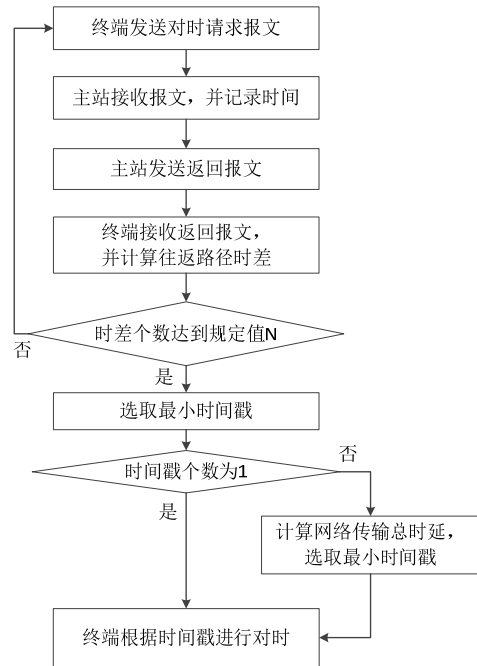 终端发送对时请求报文
主站接收报文，并记录时间
主站发送返回报文
终端接收返回报文，
并计算往返路径时差
时差个数达到规定值N
否
是
选取最小时间戳
时间戳个数为1
否
是
计算网络传输总时延，
选取最小时间戳
终端根据时间戳进行对时